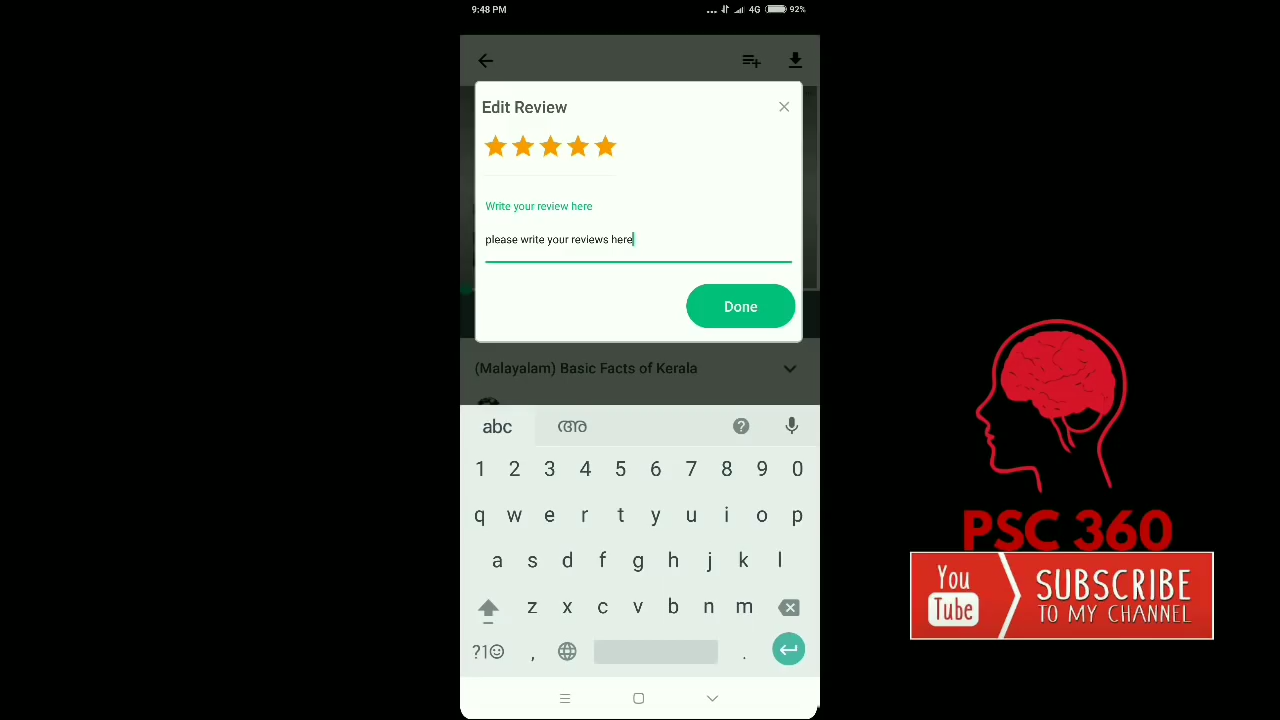 9:48 PM
4G
92%
Edit Review
Write your review here
please write your reviews here
Done
(Malayalam) Basic Facts of Kerala
abc
അ
1 2 3 4 5 6 7 8 9 0
q w e r t y u i o p
a s d f g h j k l
z x c v b n m
?1☺ , .
PSC 360
You
Tube
SUBSCRIBE
TO MY CHANNEL